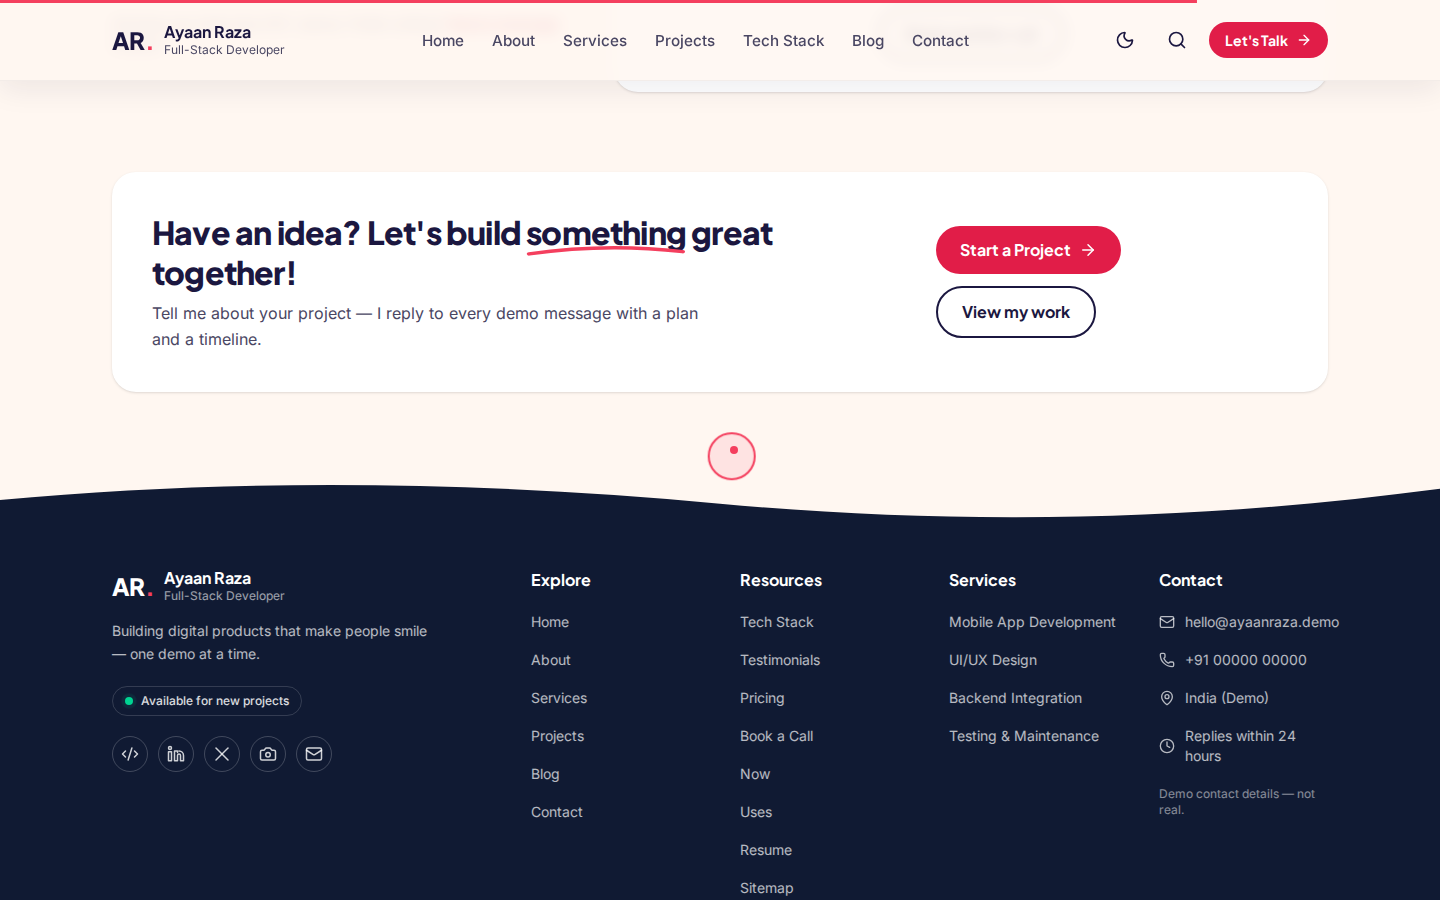 AR.
Ayaan Raza
Full-Stack Developer
Home
About
Services
Projects
Tech Stack
Blog
Contact
Let's Talk
Have an idea? Let's build something great
together!
Tell me about your project — I reply to every demo message with a plan
and a timeline.
Start a Project
View my work
AR.
Ayaan Raza
Full-Stack Developer
Building digital products that make people smile
— one demo at a time.
Available for new projects
Explore
Home
About
Services
Projects
Blog
Contact
Resources
Tech Stack
Testimonials
Pricing
Book a Call
Now
Uses
Resume
Sitemap
Services
Mobile App Development
UI/UX Design
Backend Integration
Testing & Maintenance
Contact
hello@ayaanraza.demo
+91 00000 00000
India (Demo)
Replies within 24
hours
Demo contact details — not
real.